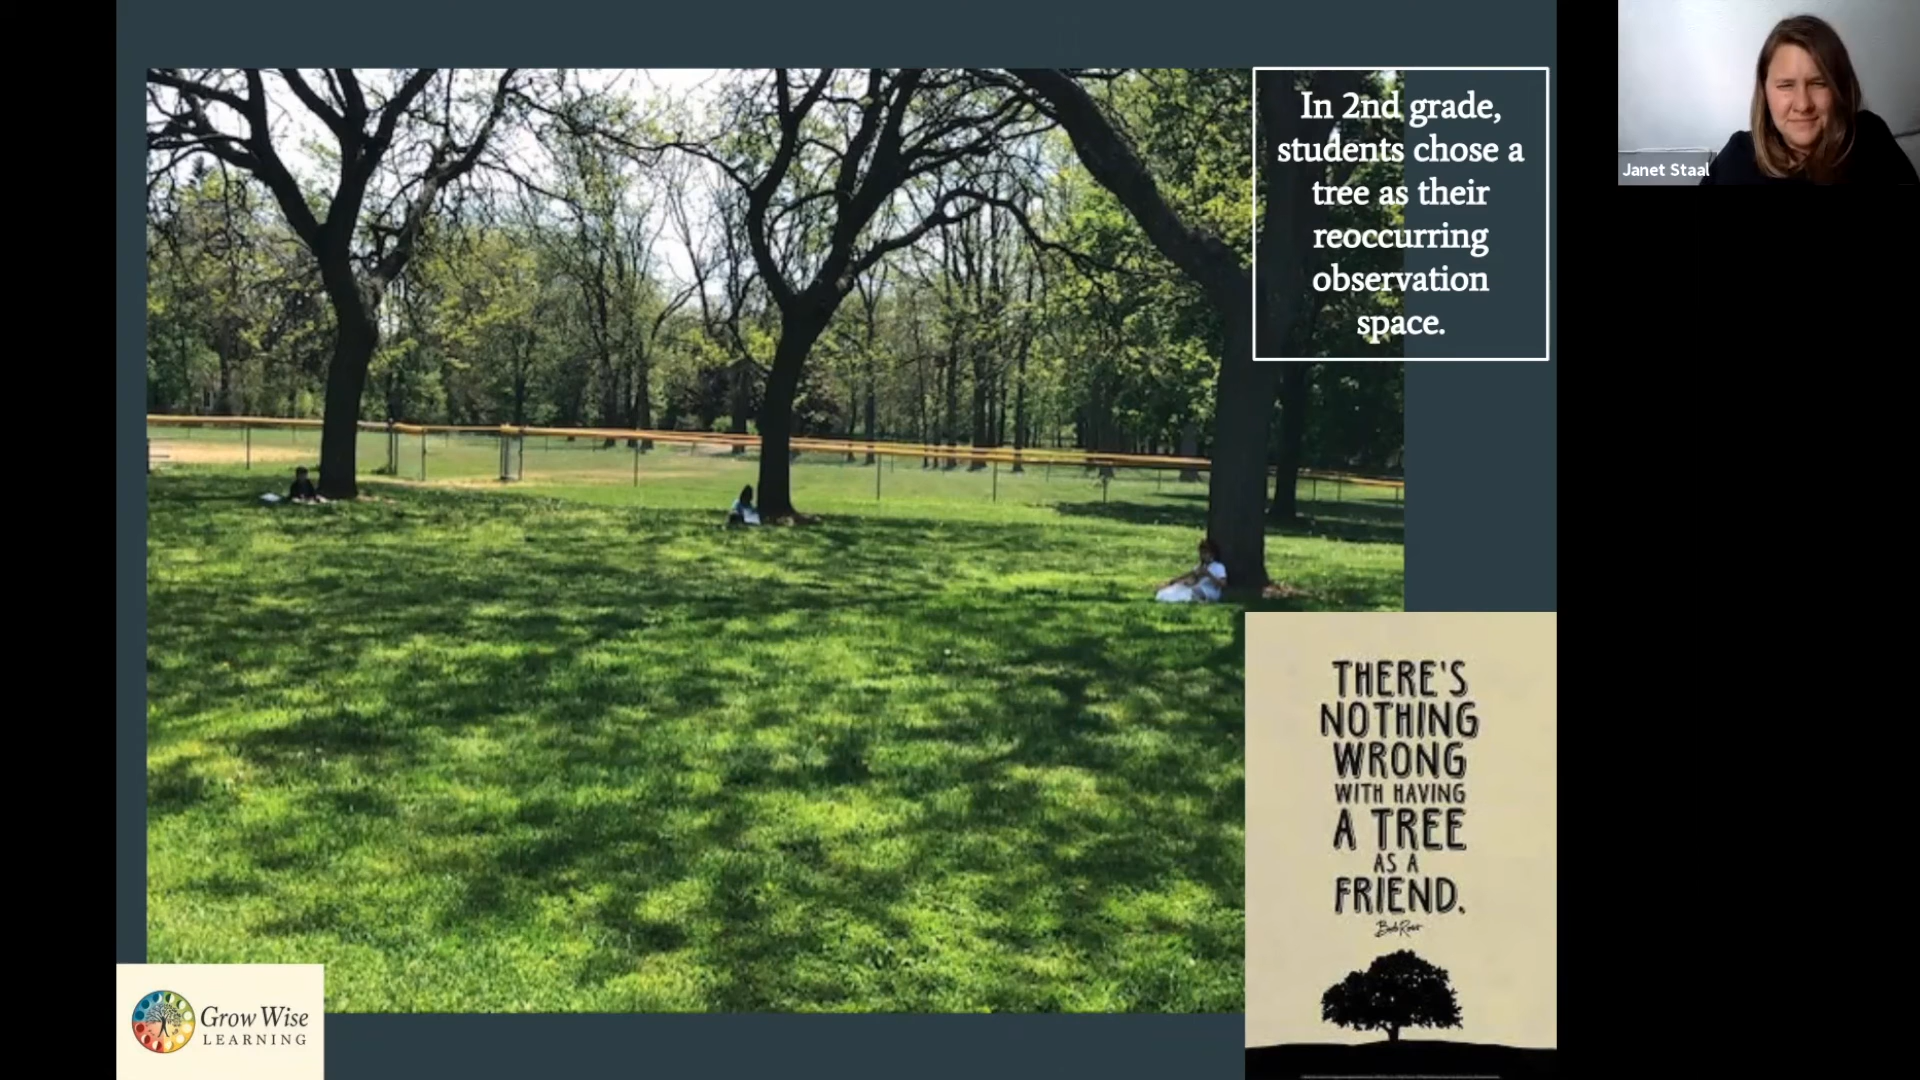 In 2nd grade,
students chose a
tree as their
reoccurring
observation
space.
Janet Staal
THERE'S
NOTHING
WRONG
WITH HAVING
A TREE
AS A
FRIEND.
Bob Ross
Grow Wise
LEARNING